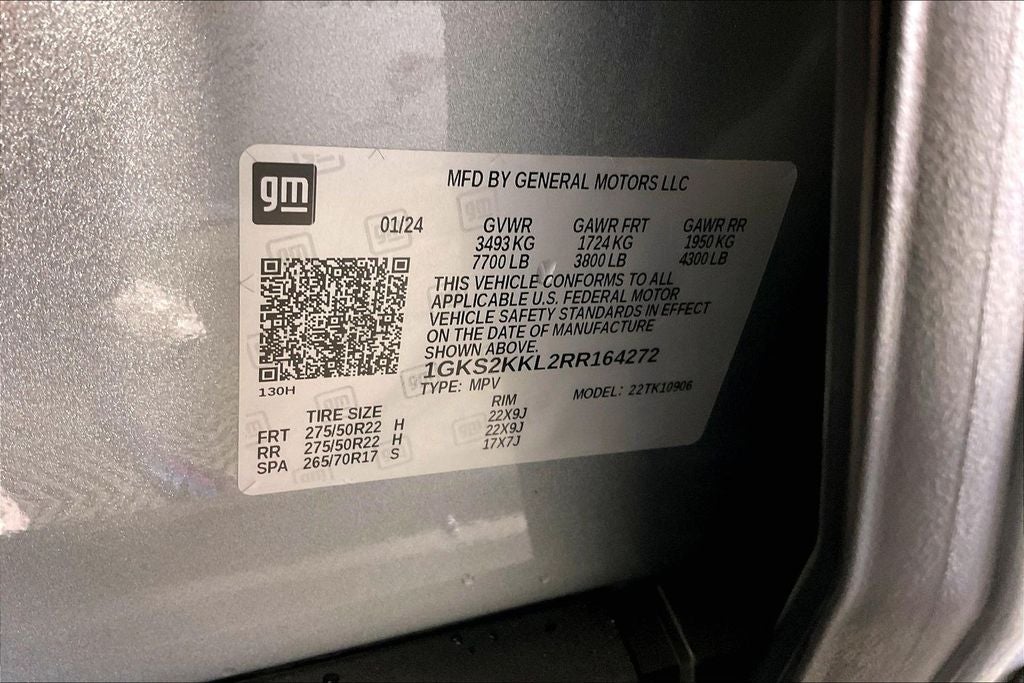 gm
MFD BY GENERAL MOTORS LLC
01/24 GVWR GAWR FRT GAWR RR
3493 KG 1724 KG 1950 KG
7700 LB 3800 LB 4300 LB
THIS VEHICLE CONFORMS TO ALL
APPLICABLE U.S. FEDERAL MOTOR
VEHICLE SAFETY STANDARDS IN EFFECT
ON THE DATE OF MANUFACTURE
SHOWN ABOVE.
1GKS2KKL2RR164272
130H
TYPE: MPV MODEL: 22TK10906
TIRE SIZE RIM
FRT 275/50R22 H 22X9J
RR 275/50R22 H 22X9J
SPA 265/70R17 S 17X7J